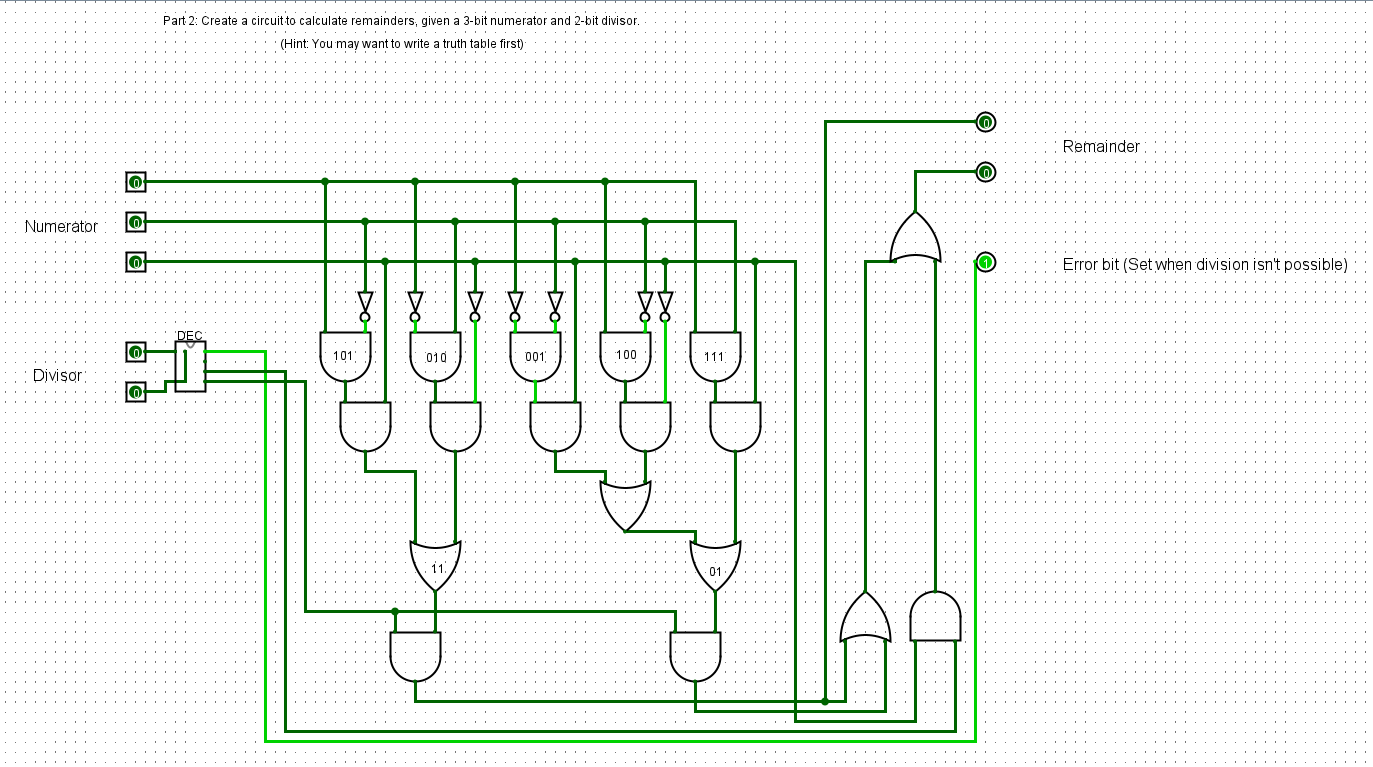 Part 2: Create a circuit to calculate remainders, given a 3-bit numerator and 2-bit divisor.
(Hint: You may want to write a truth table first)
0
Remainder
0
0
0
Numerator
0
0
1
Error bit (Set when division isn't possible)
DEC
0
101
010
001
100
111
Divisor
0
11
01